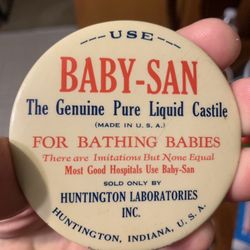 USE
BABY-SAN
The Genuine Pure Liquid Castile
(MADE IN U.S.A.)
FOR BATHING BABIES
There are Imitations But None Equal
Most Good Hospitals Use Baby-San
SOLD ONLY BY
HUNTINGTON LABORATORIES
INC.
HUNTINGTON, INDIANA, U.S.A.